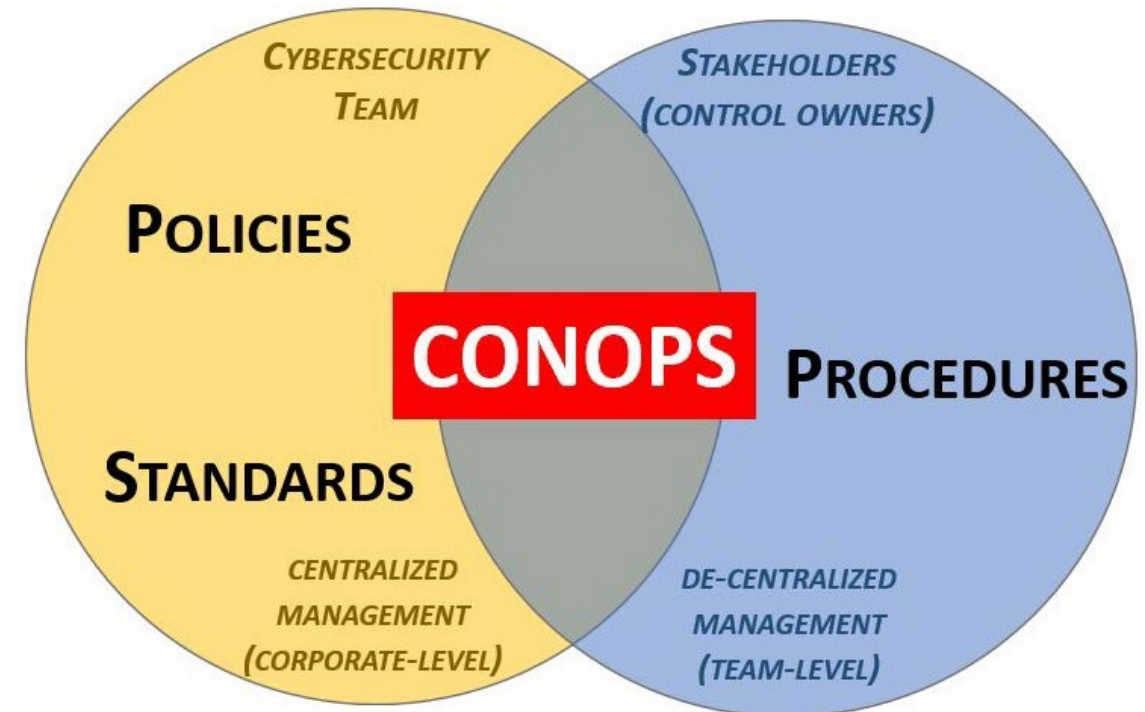 CYBERSECURITY
TEAM
POLICIES
STANDARDS
CENTRALIZED
MANAGEMENT
(CORPORATE-LEVEL)
CONOPS
STAKEHOLDERS
(CONTROL OWNERS)
PROCEDURES
DE-CENTRALIZED
MANAGEMENT
(TEAM-LEVEL)